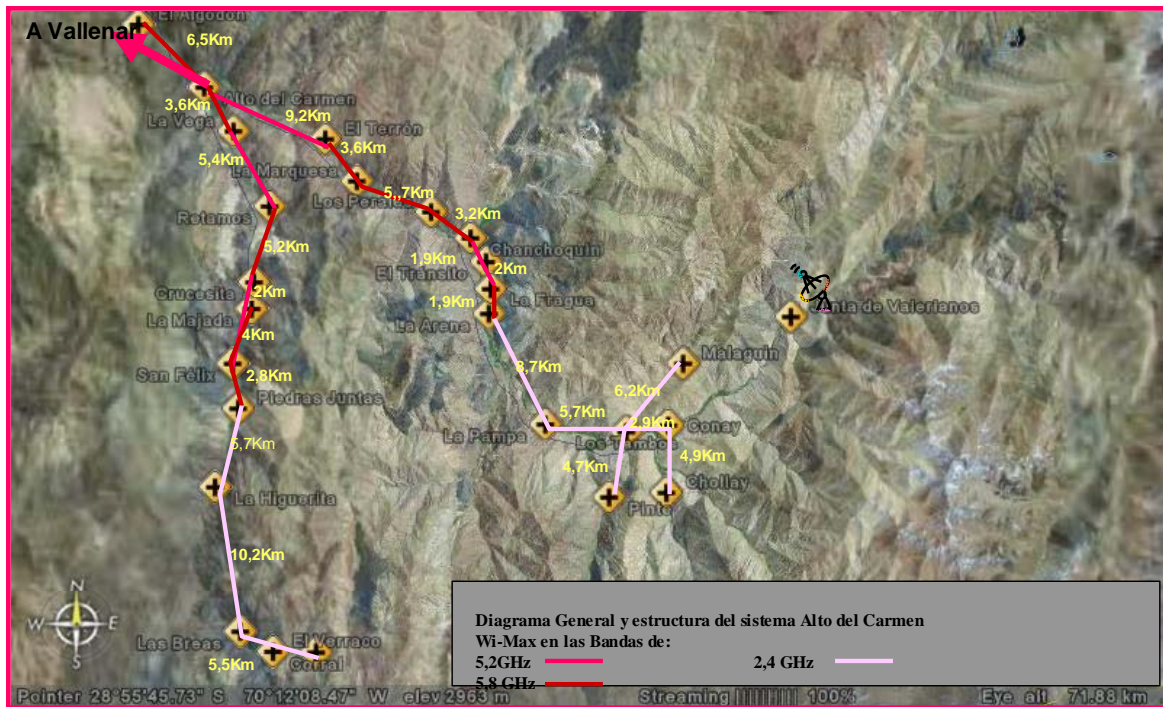 El Algodón
A Vallenar
6,5Km
Alto del Carmen
3,6Km
9,2Km
La Vega
El Terrón
3,6Km
5,4Km
La Marquesa
5,,7Km
Los Perales
3,2Km
Retamos
Chanchoquin
5,2Km
1,9Km
2Km
El Tránsito
Crucesita
2Km
1,9Km
La Fragua
Junta de Valerianos
La Majada
La Arena
4Km
Malaguin
San Félix
2,8Km
8,7Km
6,2Km
Piedras Juntas
5,7Km
2,9Km
Conay
La Pampa
Los Tambos
5,7Km
4,7Km
4,9Km
Chollay
La Higuerita
Pinte
10,2Km
N
W
E
S
Las Breas
El Verraco
5,5Km
Corral
Diagrama General y estructura del sistema Alto del Carmen
Wi-Max en las Bandas de:
5,2GHz
2,4 GHz
5,8 GHz
Pointer 28°55'45.73" S 70°12'08.47" W elev 2963 m
Streaming |||||||||| 100%
Eye alt 71.88 km